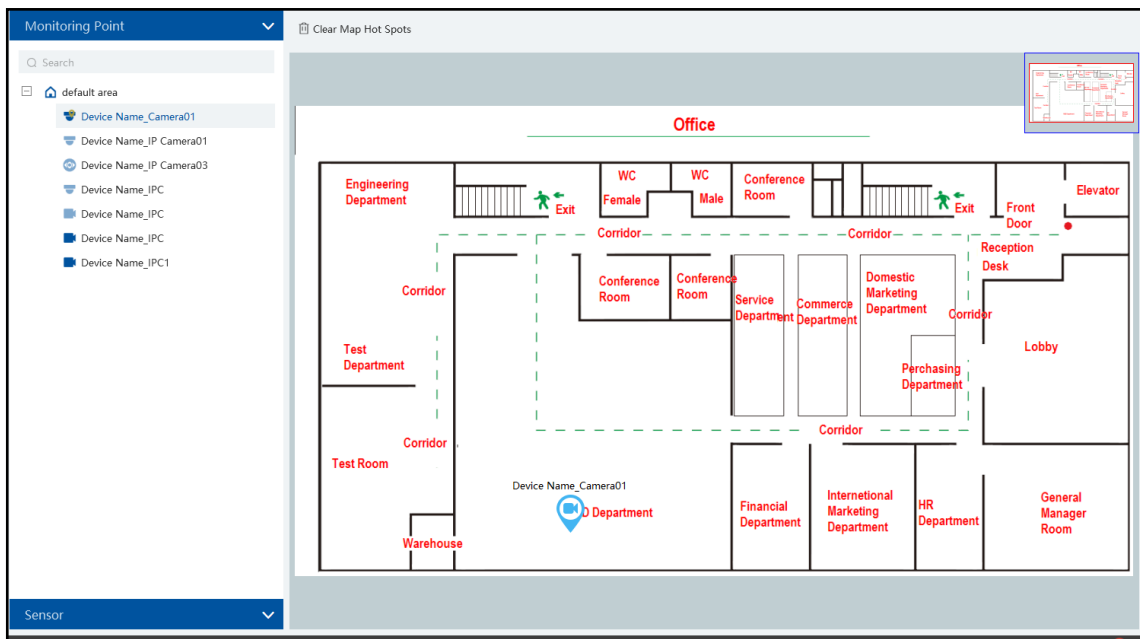 Monitoring Point
Clear Map Hot Spots
Search
default area
Device Name_Camera01
Device Name_IP Camera01
Device Name_IP Camera03
Device Name_IPC
Device Name_IPC
Device Name_IPC
Device Name_IPC1
Sensor
Office
Engineering
Department
Exit
WC
Female
WC
Male
Conference
Room
Exit
Front
Door
Elevator
Corridor
Corridor
Reception
Desk
Corridor
Conference
Room
Conference
Room
Service
Department
Commerce
Department
Domestic
Marketing
Department
Corridor
Lobby
Test
Department
Perchasing
Department
Corridor
Corridor
Test Room
Device Name_Camera01
D Department
Warehouse
Financial
Department
Internetional
Marketing
Department
HR
Department
General
Manager
Room